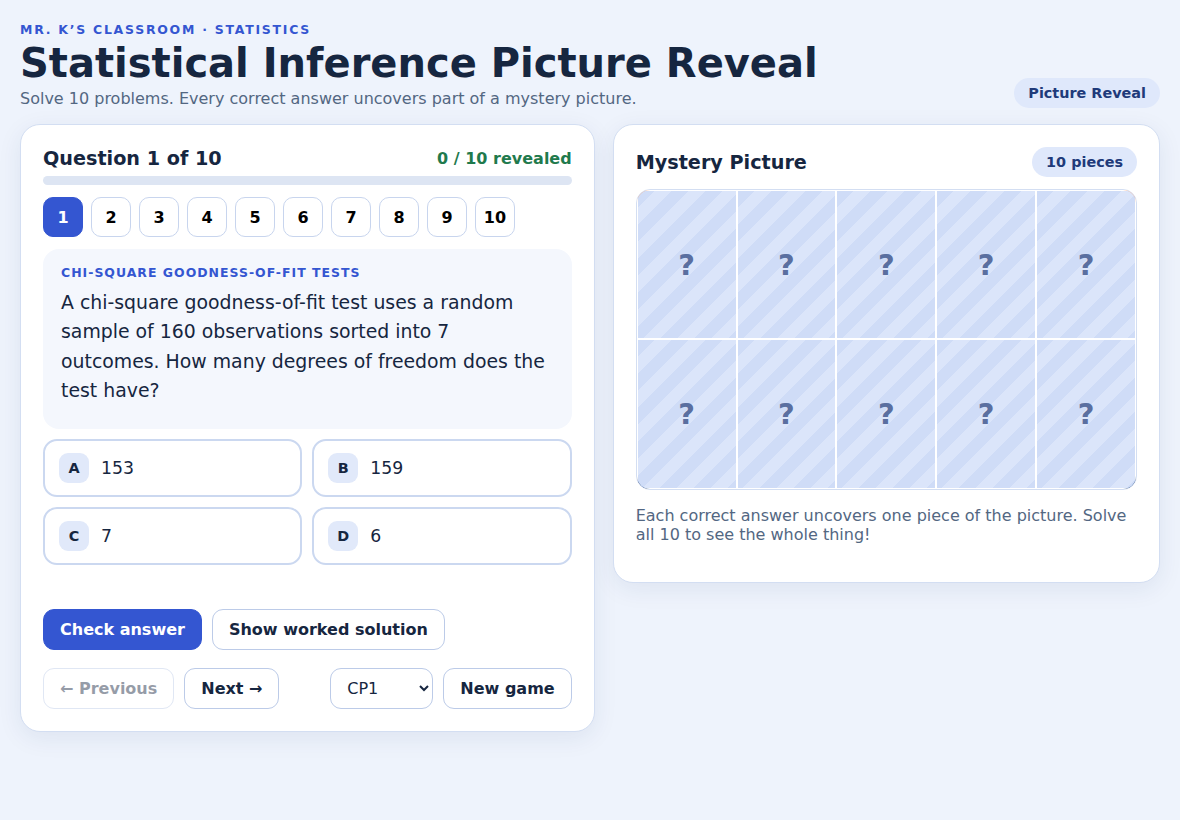 MR. K’S CLASSROOM · STATISTICS
Statistical Inference Picture Reveal
Solve 10 problems. Every correct answer uncovers part of a mystery picture.
Picture Reveal
Question 1 of 10
0 / 10 revealed
1 2 3 4 5 6 7 8 9 10
CHI-SQUARE GOODNESS-OF-FIT TESTS
A chi-square goodness-of-fit test uses a random
sample of 160 observations sorted into 7
outcomes. How many degrees of freedom does the
test have?
A 153
B 159
C 7
D 6
Check answer
Show worked solution
← Previous
Next →
CP1
New game
Mystery Picture
10 pieces
? ? ? ? ?
? ? ? ? ?
Each correct answer uncovers one piece of the picture. Solve
all 10 to see the whole thing!